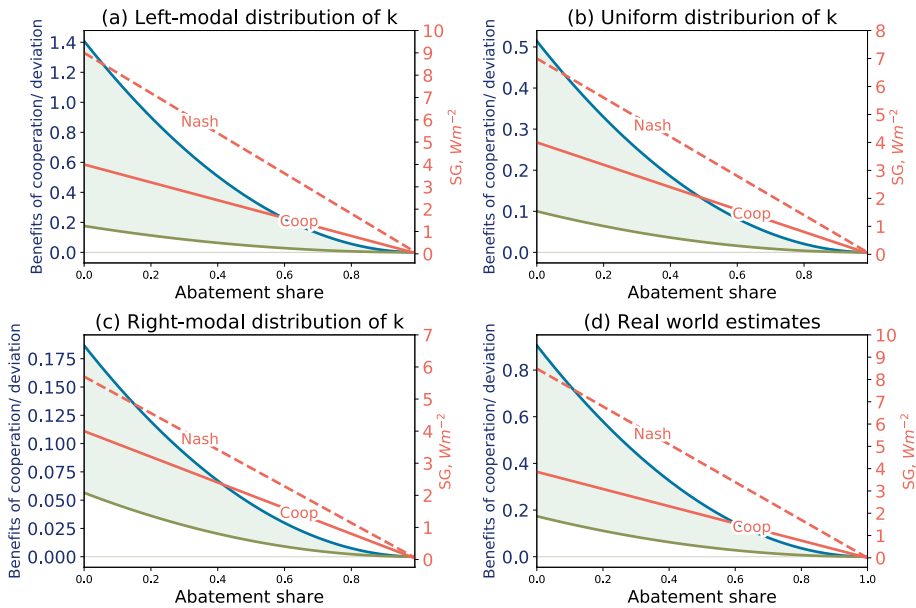 (a) Left-modal distribution of k
Benefits of cooperation/ deviation
1.4
1.2
1.0
0.8
0.6
0.4
0.2
0.0
Nash
Coop
10
9
8
7
6
5
4
3
2
1
0
SG, Wm⁻²
0.0 0.2 0.4 0.6 0.8
Abatement share
(b) Uniform distriburion of k
Benefits of cooperation/ deviation
0.5
0.4
0.3
0.2
0.1
0.0
Nash
Coop
8
7
6
5
4
3
2
1
0
SG, Wm⁻²
0.0 0.2 0.4 0.6 0.8
Abatement share
(c) Right-modal distribution of k
Benefits of cooperation/ deviation
0.175
0.150
0.125
0.100
0.075
0.050
0.025
0.000
Nash
Coop
7
6
5
4
3
2
1
0
SG, Wm⁻²
0.0 0.2 0.4 0.6 0.8
Abatement share
(d) Real world estimates
Benefits of cooperation/ deviation
0.8
0.6
0.4
0.2
0.0
Nash
Coop
10
9
8
7
6
5
4
3
2
1
0
SG, Wm⁻²
0.0 0.2 0.4 0.6 0.8 1.0
Abatement share